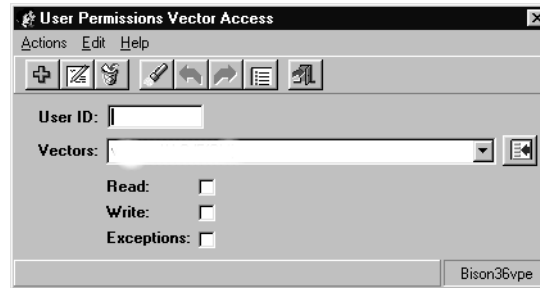 User Permissions Vector Access
Actions Edit Help
User ID:
Vectors:
Read:
Write:
Exceptions:
Bison36vpe